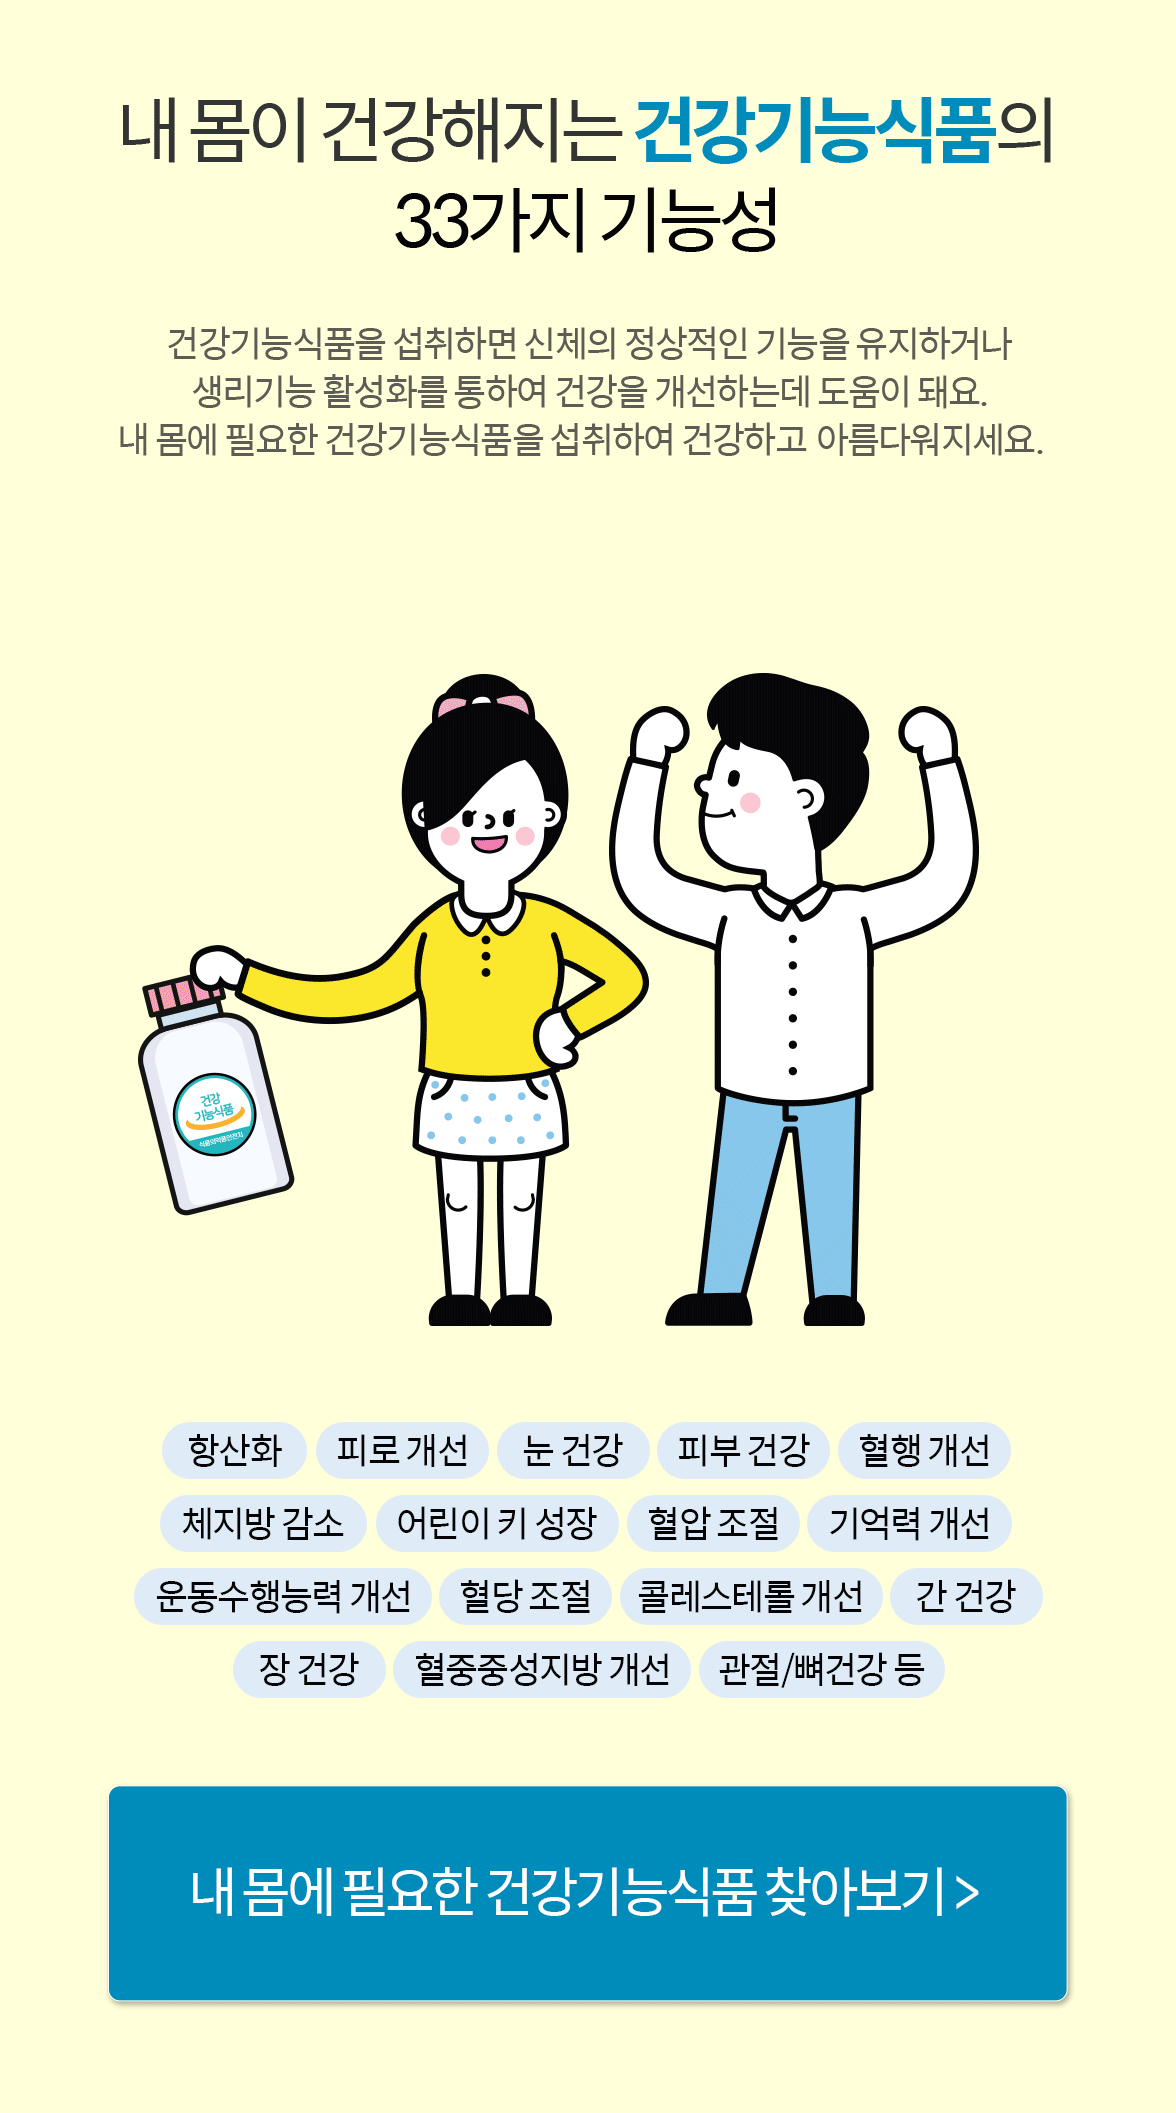 내 몸이 건강해지는 건강기능식품의
33가지 기능성
건강기능식품을 섭취하면 신체의 정상적인 기능을 유지하거나
생리기능 활성화를 통하여 건강을 개선하는데 도움이 돼요.
내 몸에 필요한 건강기능식품을 섭취하여 건강하고 아름다워지세요.
건강
기능식품
식품의약품안전처
항산화 피로 개선 눈 건강 피부 건강 혈행 개선
체지방 감소 어린이 키 성장 혈압 조절 기억력 개선
운동수행능력 개선 혈당 조절 콜레스테롤 개선 간 건강
장 건강 혈중중성지방 개선 관절/뼈건강 등
내 몸에 필요한 건강기능식품 찾아보기 >